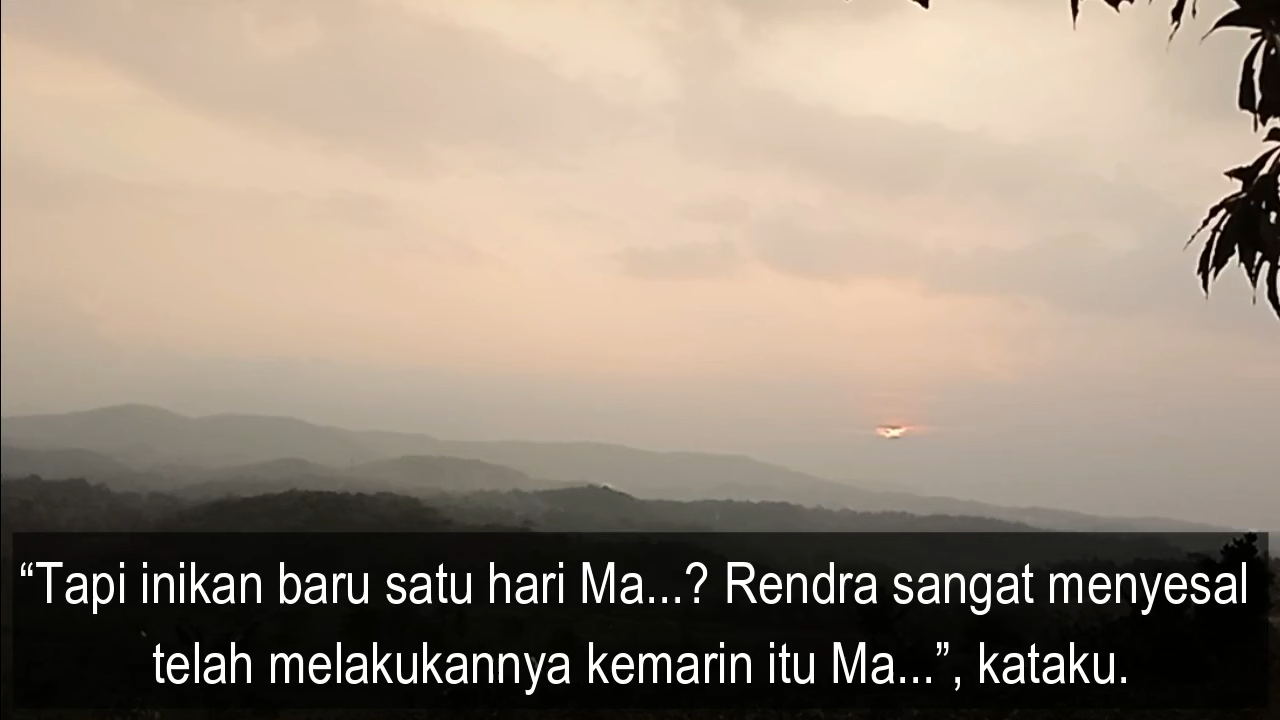 “Tapi inikan baru satu hari Ma...? Rendra sangat menyesal
telah melakukannya kemarin itu Ma...”, kataku.